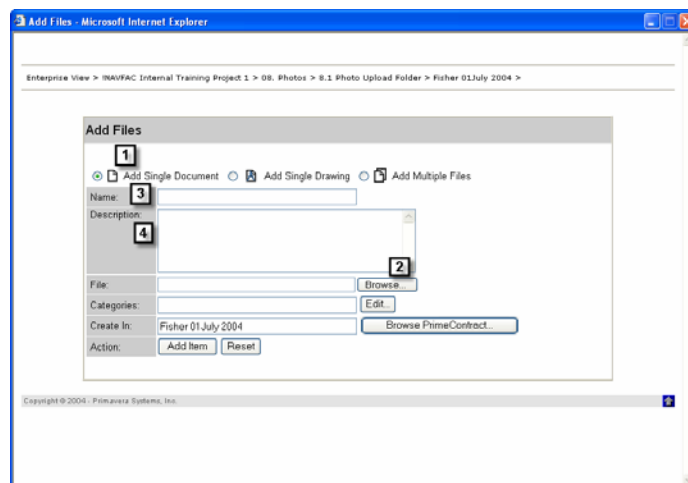 Add Files - Microsoft Internet Explorer
Enterprise View > !NAVFAC Internal Training Project 1 > 08. Photos > 8.1 Photo Upload Folder > Fisher 01July 2004 >
Add Files
1
Add Single Document Add Single Drawing Add Multiple Files
Name: 3
Description:
4
2
File: Browse...
Categories: Edit...
Create In: Fisher 01July 2004 Browse PrimeContract...
Action: Add Item Reset
Copyright © 2004 - Primavera Systems, Inc.